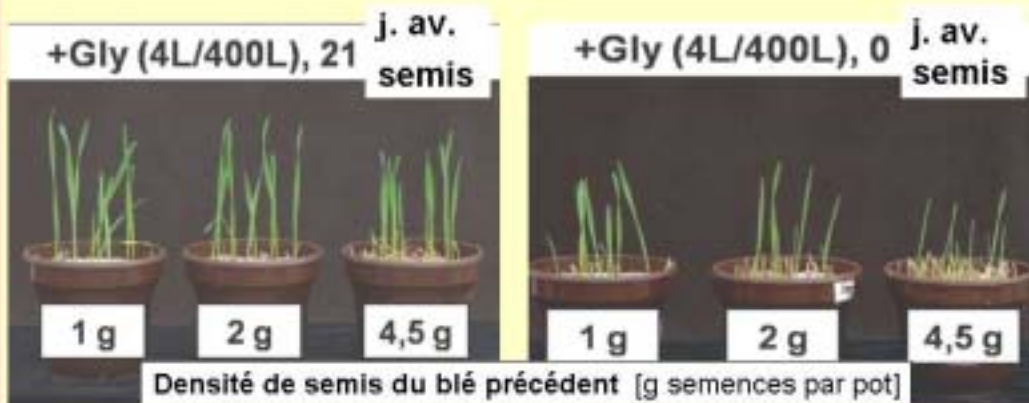 +Gly (4L/400L), 21 j. av. semis
1 g
2 g
4,5 g
+Gly (4L/400L), 0 j. av. semis
1 g
2 g
4,5 g
Densité de semis du blé précédent [g semences par pot]